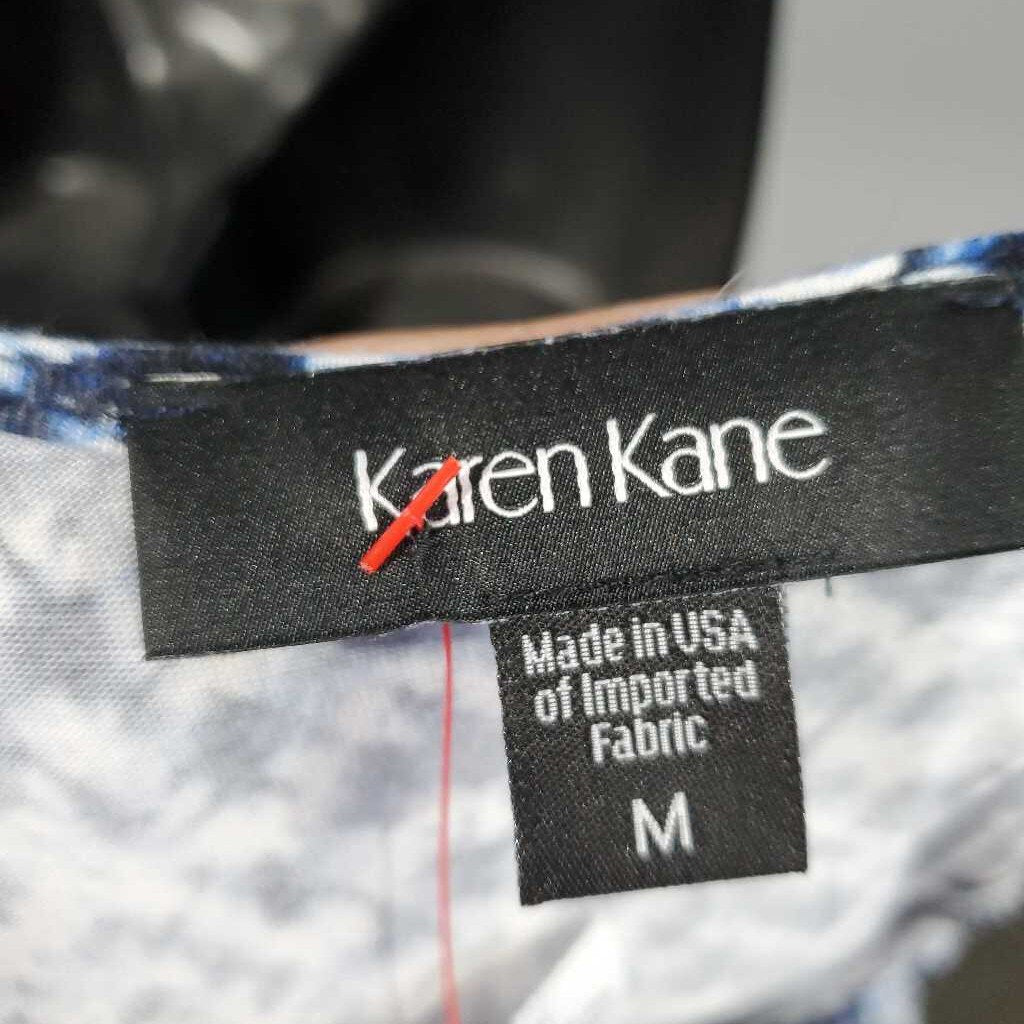 Karen Kane
Made in USA
of Imported
Fabric
M